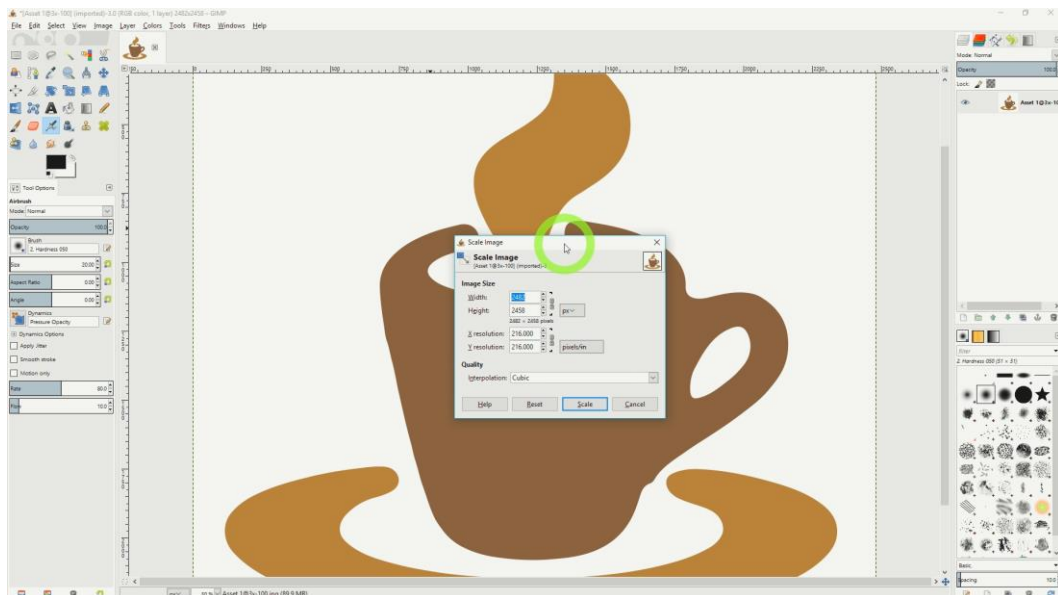 *[Asset 1@3x-100] (imported)-3.0 (RGB color, 1 layer) 2482x2458 – GIMP
File Edit Select View Image Layer Colors Tools Filters Windows Help
Tool Options
Airbrush
Mode: Normal
Opacity 100.0
Brush
2. Hardness 050
Size 20.00
Aspect Ratio 0.00
Angle 0.00
Dynamics
Pressure Opacity
Dynamics Options
Apply Jitter
Smooth stroke
Motion only
Rate 80.0
Flow 10.0
Scale Image
Scale Image
[Asset 1@3x-100] (imported)-3
Image Size
Width: 2482
Height: 2458 px
2482 × 2458 pixels
X resolution: 216.000
Y resolution: 216.000 pixels/in
Quality
Interpolation: Cubic
Help Reset Scale Cancel
Mode: Normal
Opacity 100.0
Lock:
Asset 1@3x-10
filter
2. Hardness 050 (51 × 51)
Basic,
Spacing 10.0
Asset 1@3x-100.jpg (89.9 MB)